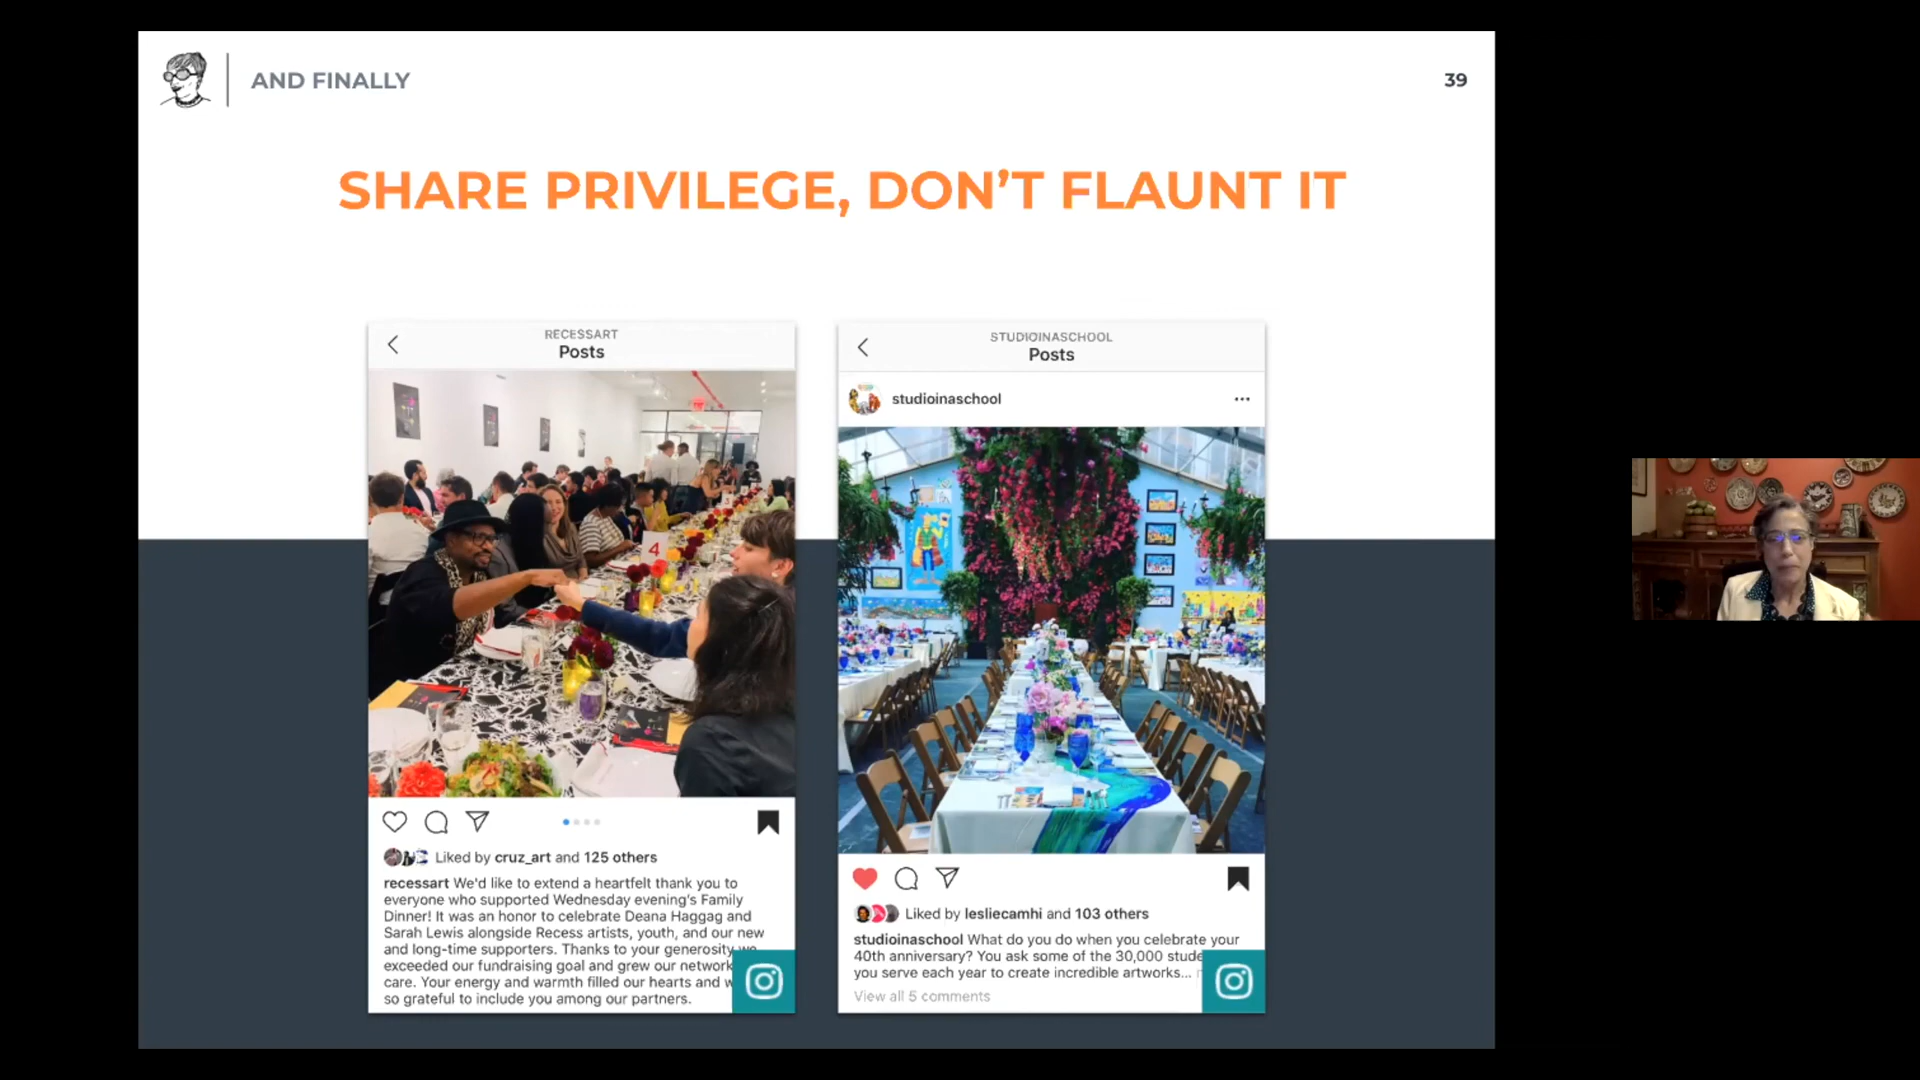 AND FINALLY
39
SHARE PRIVILEGE, DON'T FLAUNT IT
RECESSART
Posts
4
Liked by cruz_art and 125 others
recessart We'd like to extend a heartfelt thank you to
everyone who supported Wednesday evening's Family
Dinner! It was an honor to celebrate Deana Haggag and
Sarah Lewis alongside Recess artists, youth, and our new
and long-time supporters. Thanks to your generosity we
exceeded our fundraising goal and grew our network
care. Your energy and warmth filled our hearts and
so grateful to include you among our partners.
STUDIOINASCHOOL
Posts
studioinaschool
Liked by lesliecamhi and 103 others
studioinaschool What do you do when you celebrate your
40th anniversary? You ask some of the 30,000 stude
you serve each year to create incredible artworks...
View all 5 comments